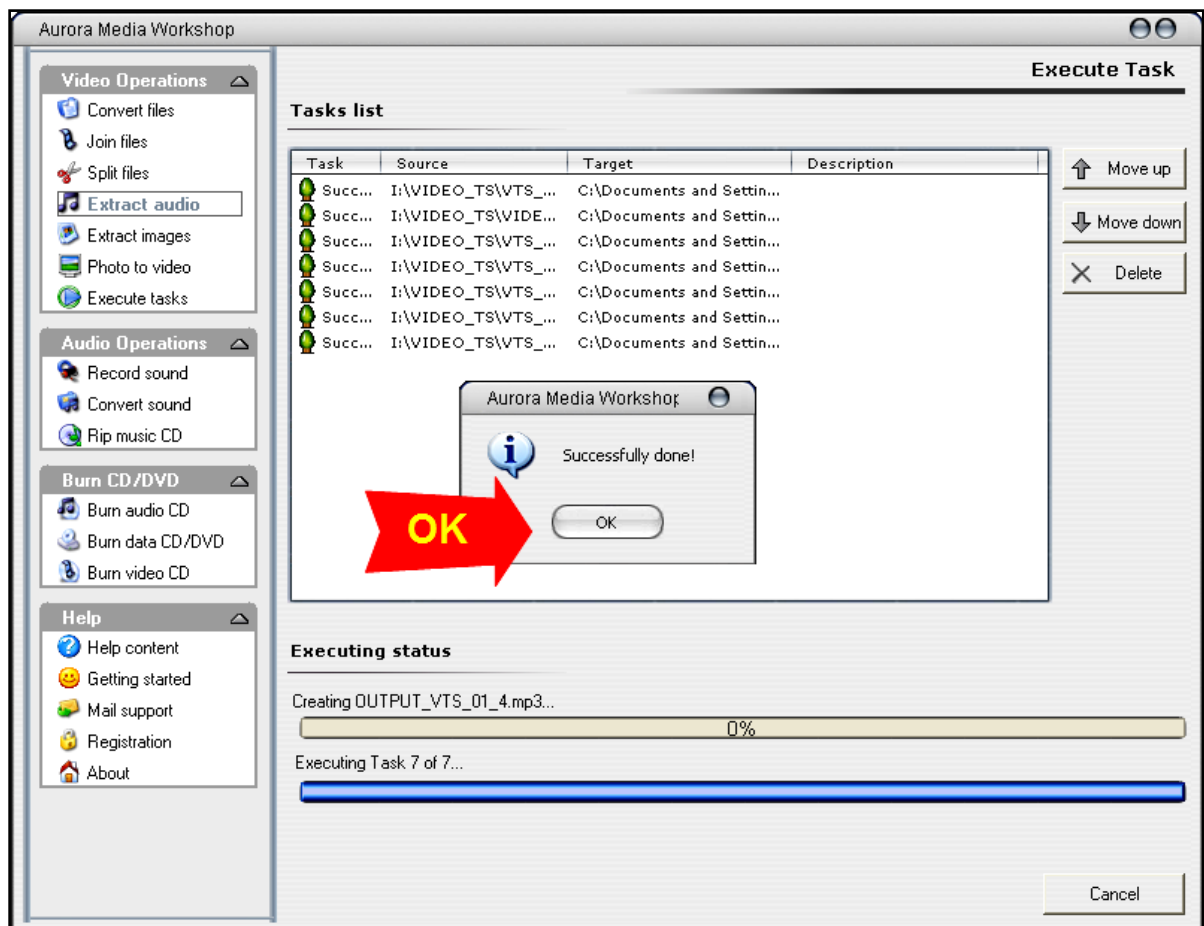 Aurora Media Workshop
Video Operations
Convert files
Join files
Split files
Extract audio
Extract images
Photo to video
Execute tasks
Audio Operations
Record sound
Convert sound
Rip music CD
Burn CD/DVD
Burn audio CD
Burn data CD/DVD
Burn video CD
Help
Help content
Getting started
Mail support
Registration
About
Execute Task
Tasks list
Task Source Target Description
Succ... I:\VIDEO_TS\VTS_... C:\Documents and Settin...
Succ... I:\VIDEO_TS\VIDE... C:\Documents and Settin...
Succ... I:\VIDEO_TS\VTS_... C:\Documents and Settin...
Succ... I:\VIDEO_TS\VTS_... C:\Documents and Settin...
Succ... I:\VIDEO_TS\VTS_... C:\Documents and Settin...
Succ... I:\VIDEO_TS\VTS_... C:\Documents and Settin...
Succ... I:\VIDEO_TS\VTS_... C:\Documents and Settin...
Move up
Move down
Delete
Aurora Media Workshop
Successfully done!
OK
OK
Executing status
Creating OUTPUT_VTS_01_4.mp3...
0%
Executing Task 7 of 7...
Cancel